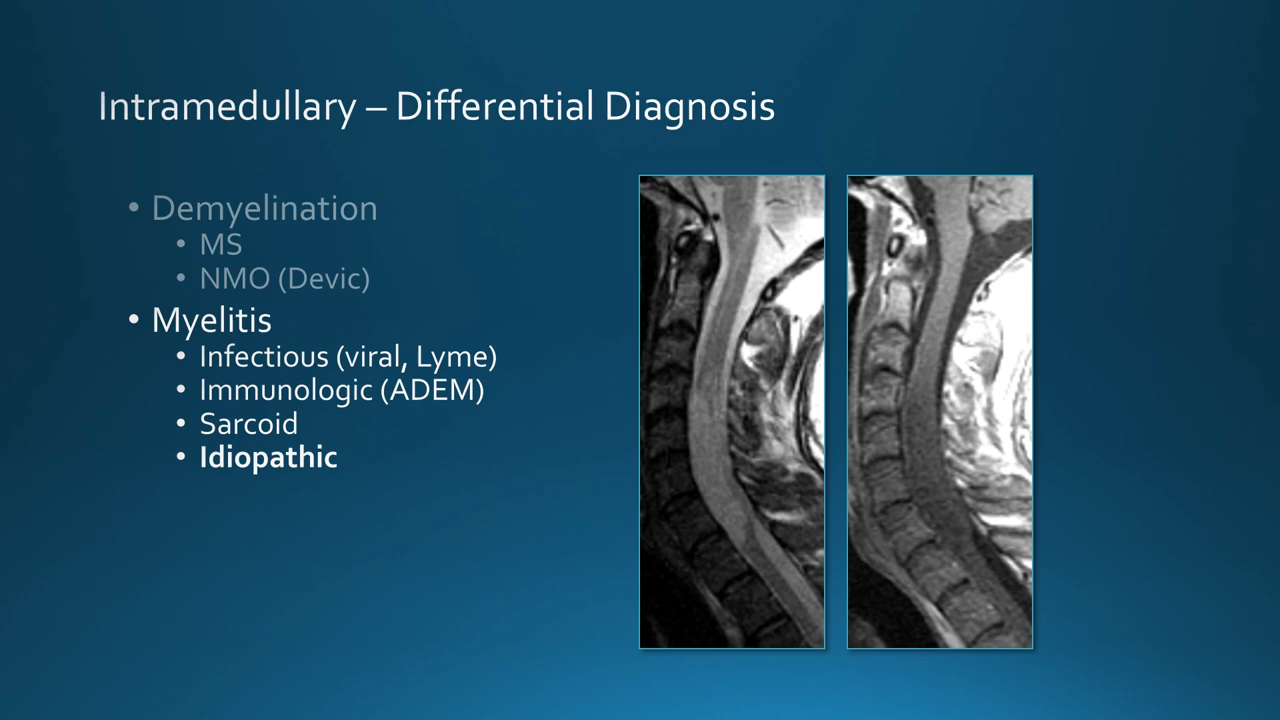 Intramedullary – Differential Diagnosis
• Demyelination
• MS
• NMO (Devic)
• Myelitis
• Infectious (viral, Lyme)
• Immunologic (ADEM)
• Sarcoid
• Idiopathic